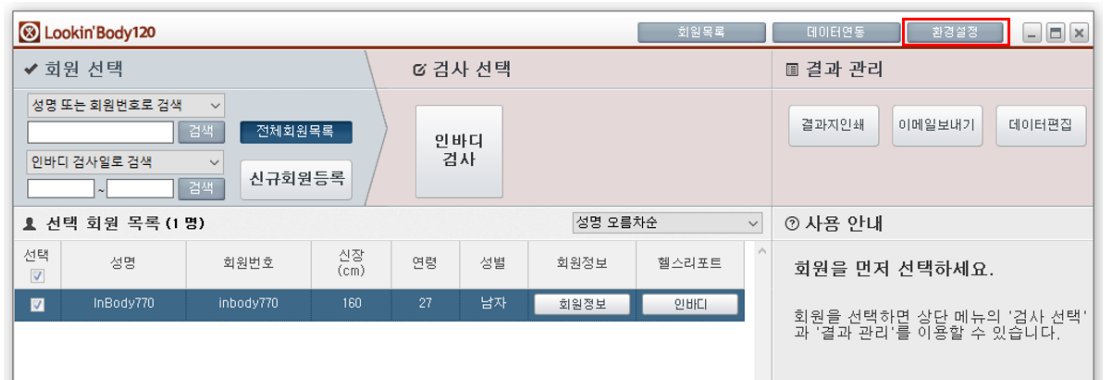 Lookin'Body120
회원목록
데이터연동
환경설정
회원 선택
검사 선택
결과 관리
성명 또는 회원번호로 검색
검색
전체회원목록
인바디 검사일로 검색
~
검색
신규회원등록
인바디
검사
결과지인쇄
이메일보내기
데이터편집
선택 회원 목록 (1 명)
성명 오름차순
사용 안내
선택
성명
회원번호
신장
(cm)
연령
성별
회원정보
헬스리포트
InBody770
inbody770
160
27
남자
회원정보
인바디
회원을 먼저 선택하세요.
회원을 선택하면 상단 메뉴의 '검사 선택'
과 '결과 관리'를 이용할 수 있습니다.